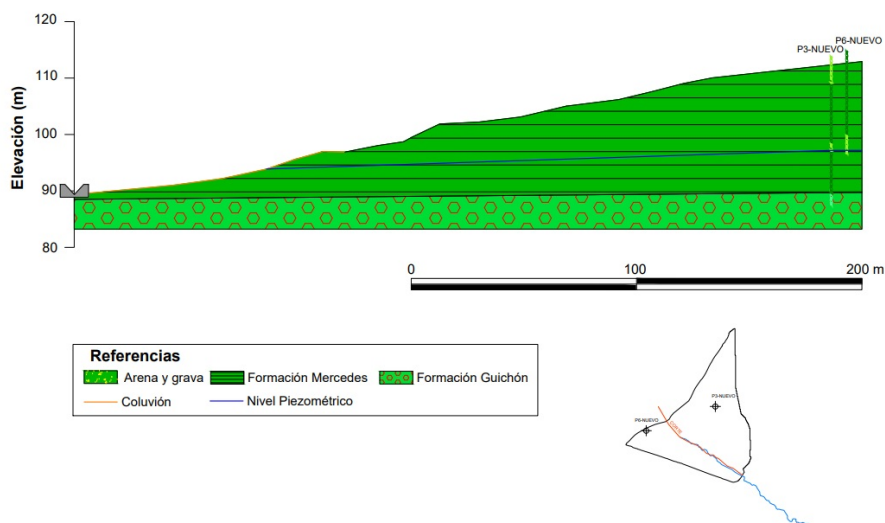 120
110
100
90
80
Elevación (m)
P6-NUEVO
P3-NUEVO
0
100
200 m
Referencias
Arena y grava
Formación Mercedes
Formación Guichón
Coluvión
Nivel Piezométrico
P3-NUEVO
P6-NUEVO